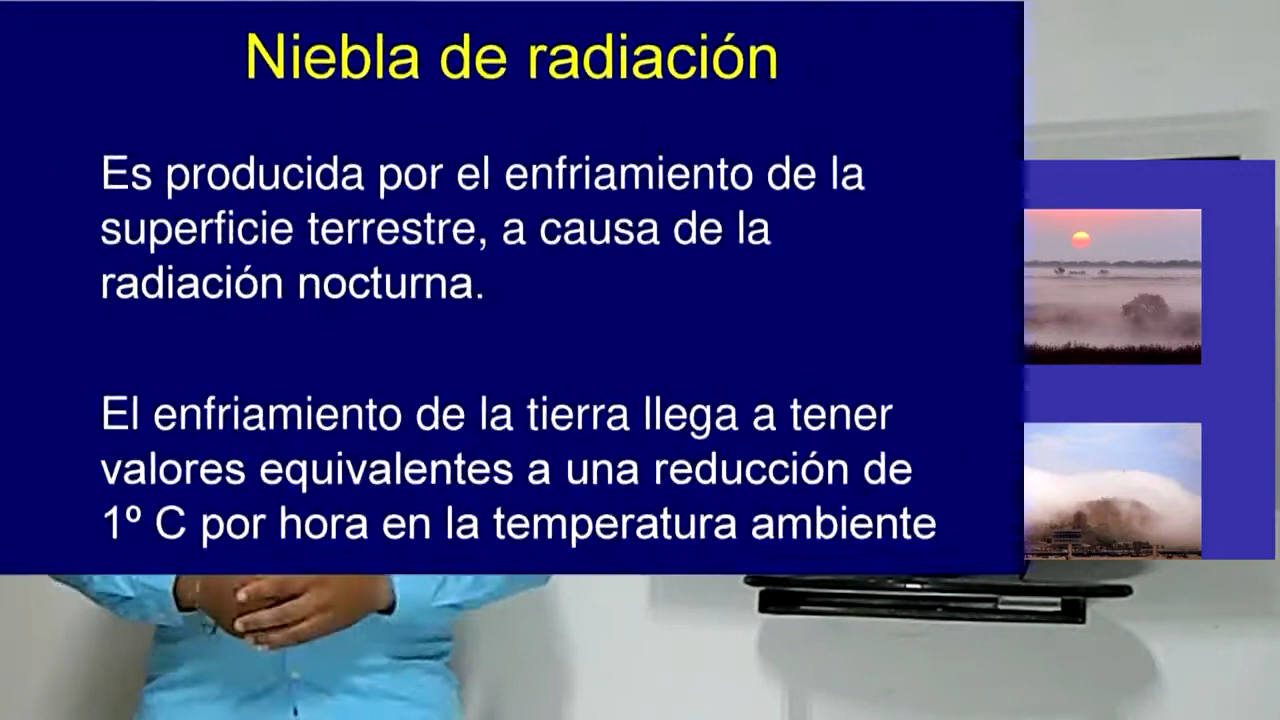 Niebla de radiación
Es producida por el enfriamiento de la
superficie terrestre, a causa de la
radiación nocturna.
El enfriamiento de la tierra llega a tener
valores equivalentes a una reducción de
1º C por hora en la temperatura ambiente